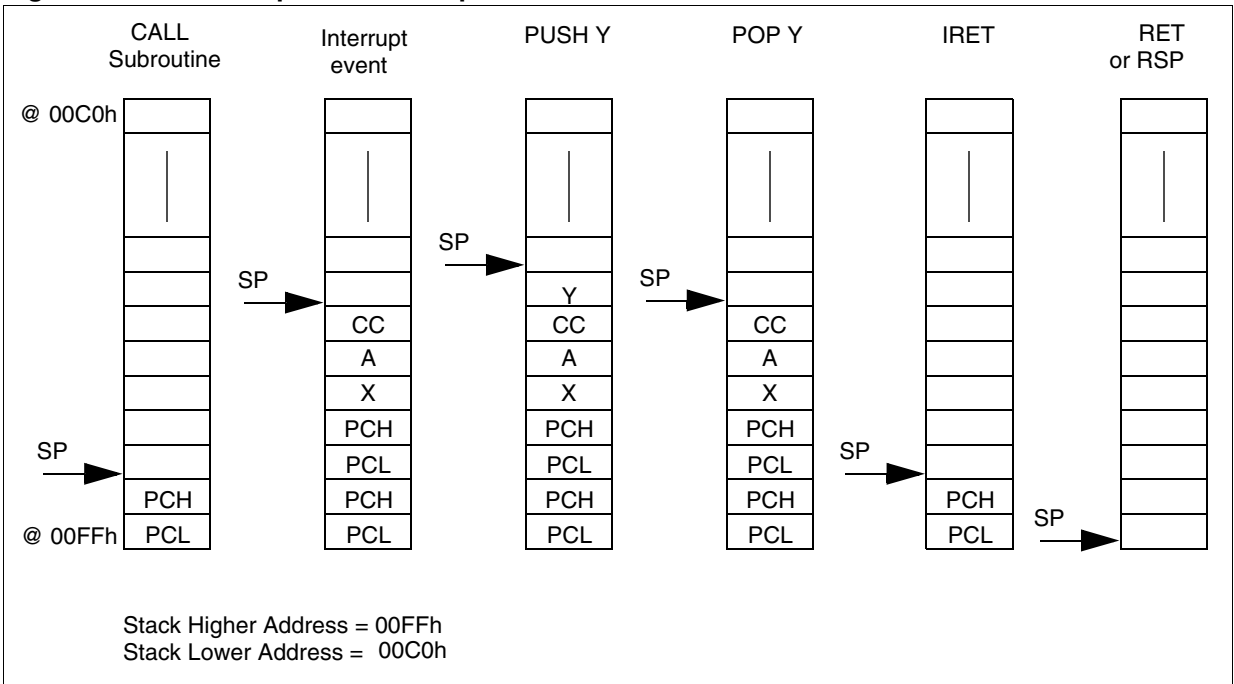 CALL
Subroutine
Interrupt
event
PUSH Y
POP Y
IRET
RET
or RSP
@ 00C0h
SP
PCH
PCL
@ 00FFh
SP
CC
A
X
PCH
PCL
PCH
PCL
SP
Y
CC
A
X
PCH
PCL
PCH
PCL
SP
CC
A
X
PCH
PCL
PCH
PCL
SP
PCH
PCL
SP
Stack Higher Address = 00FFh
Stack Lower Address = 00C0h